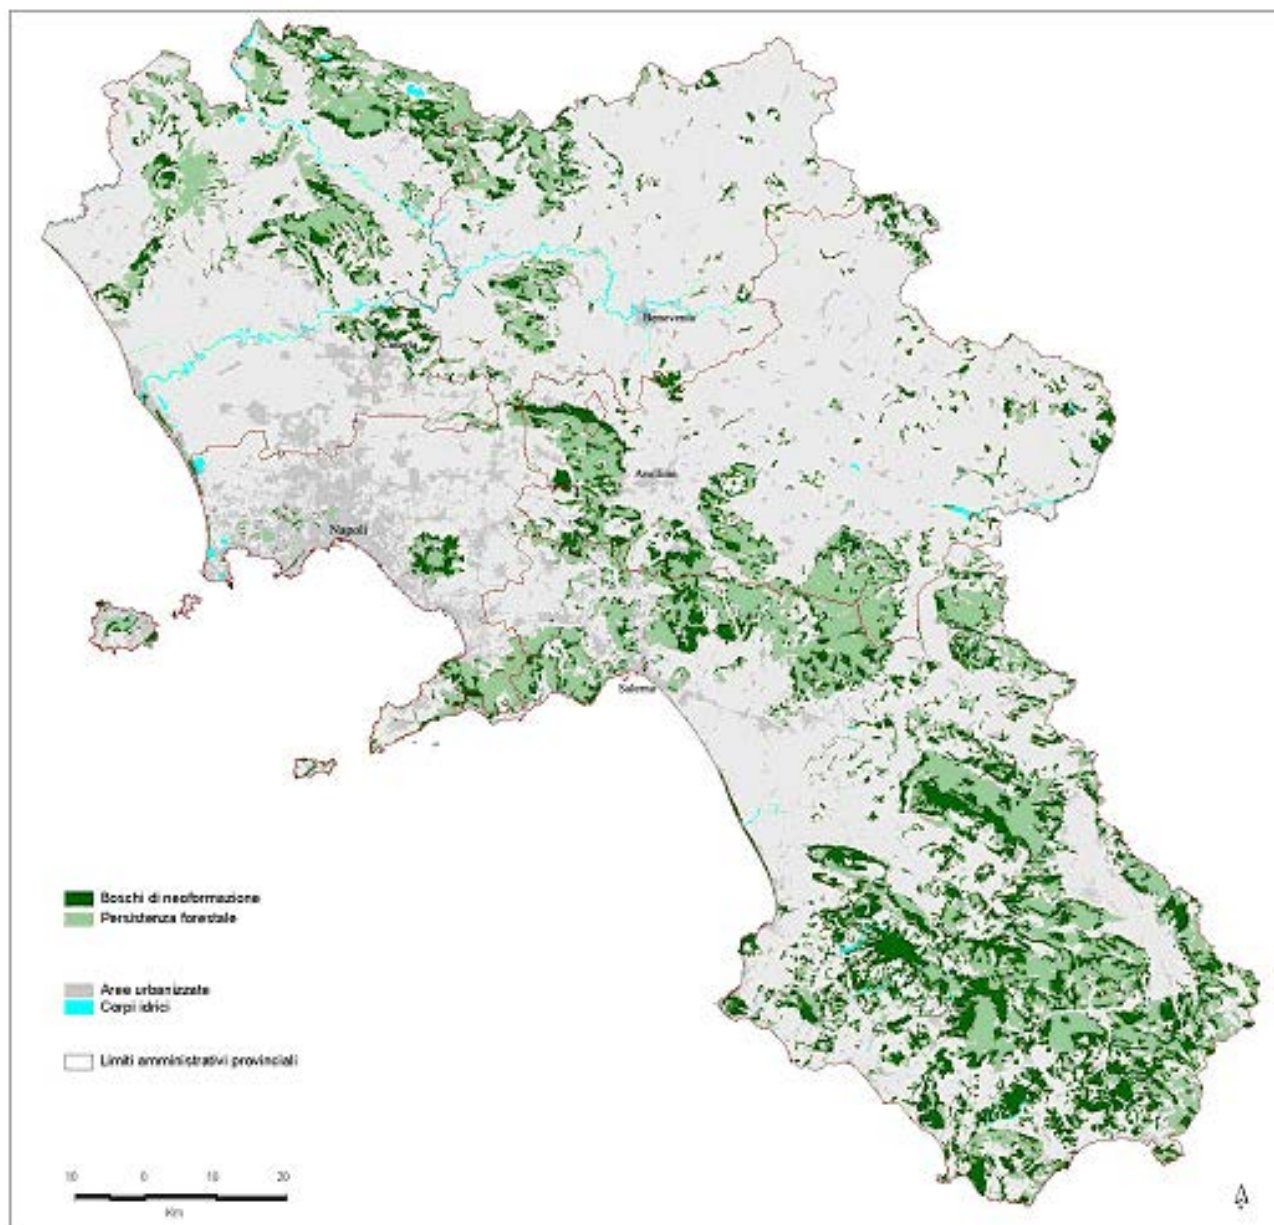 Benevento
Caserta
Avellino
Napoli
Salerno
Boschi di neoformazione
Persistenza forestale
Aree urbanizzate
Corpi idrici
Limiti amministrativi provinciali
10 0 10 20
Km